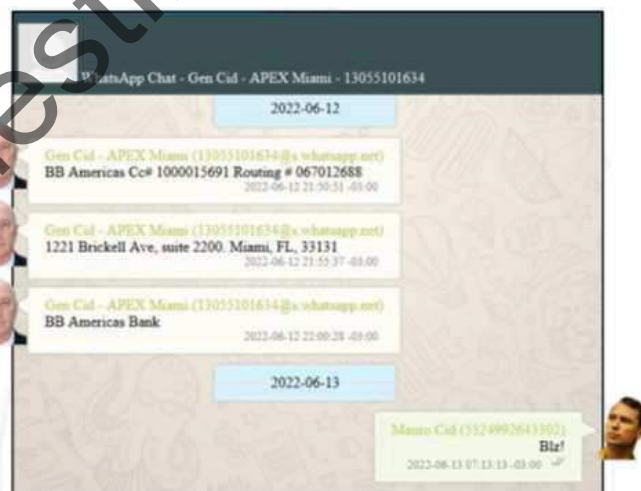 WhatsApp Chat - Gen Cid - APEX Miami - 13055101634
2022-06-12
Gen Cid - APEX Miami (13055101634@s.whatsapp.net)
BB Americas Cc# 1000015691 Routing # 067012688
2022-06-12 21:50:51 -03:00
Gen Cid - APEX Miami (13055101634@s.whatsapp.net)
1221 Brickell Ave, suite 2200. Miami, FL, 33131
2022-06-12 21:55:37 -03:00
Gen Cid - APEX Miami (13055101634@s.whatsapp.net)
BB Americas Bank
2022-06-12 22:00:28 -03:00
2022-06-13
Mauro Cid (5524992643302)
Blz!
2022-06-13 07:13:13 -03:00